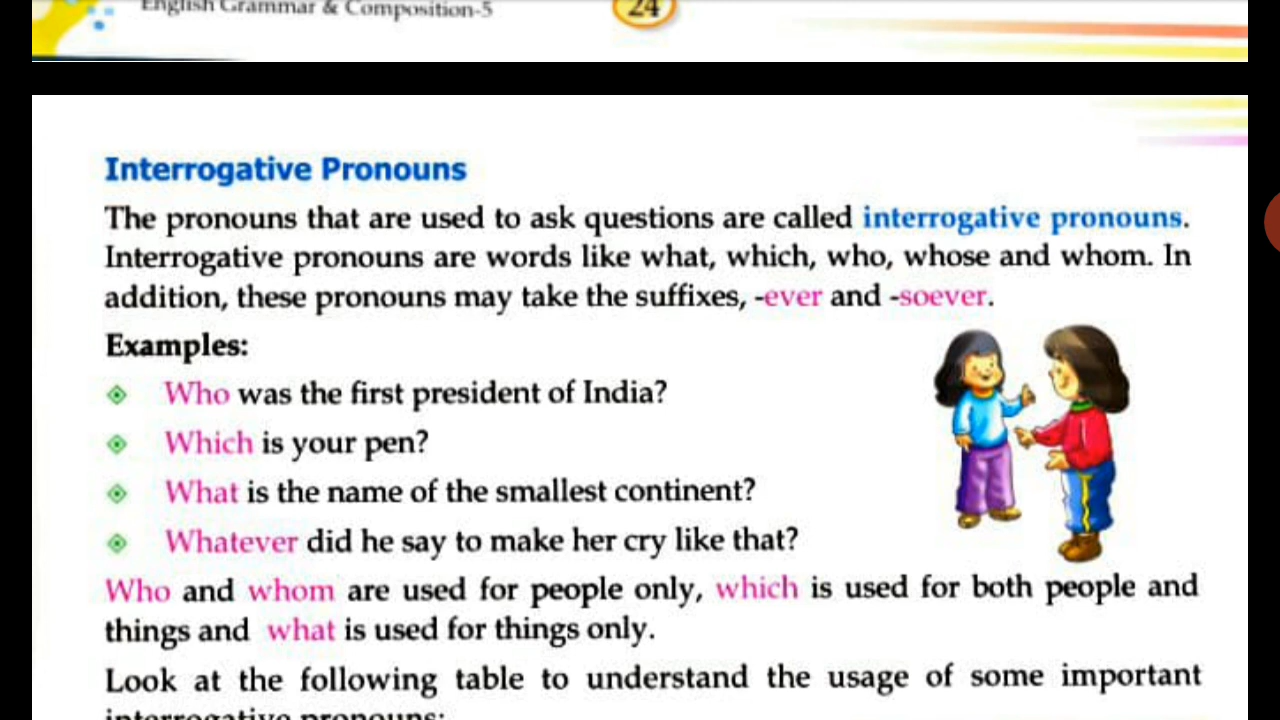 English Grammar & Composition-5
24
Interrogative Pronouns
The pronouns that are used to ask questions are called interrogative pronouns.
Interrogative pronouns are words like what, which, who, whose and whom. In
addition, these pronouns may take the suffixes, -ever and -soever.
Examples:
Who was the first president of India?
Which is your pen?
What is the name of the smallest continent?
Whatever did he say to make her cry like that?
Who and whom are used for people only, which is used for both people and
things and what is used for things only.
Look at the following table to understand the usage of some important
interrogative pronouns: